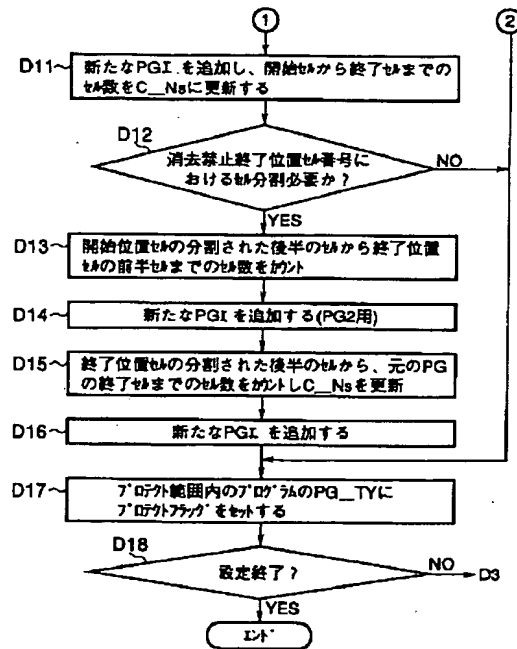 ①
②
D11
新たなPGI.を追加し、開始ｾﾙから終了ｾﾙまでの
ｾﾙ数をC__Nsに更新する
D12
消去禁止終了位置ｾﾙ番号に
おけるｾﾙ分割必要か？
NO
YES
D13
開始位置ｾﾙの分割された後半のｾﾙから終了位置
ｾﾙの前半ｾﾙまでのｾﾙ数をｶｳﾝﾄ
D14
新たなPGIを追加する(PG2用)
D15
終了位置ｾﾙの分割された後半のｾﾙから、元のPG
の終了ｾﾙまでのｾﾙ数をｶｳﾝﾄしC__Nsを更新
D16
新たなPGIを追加する
D17
ﾌﾟﾛﾃｸﾄ範囲内のﾌﾟﾛｸﾞﾗﾑのPG__TYに
ﾌﾟﾛﾃｸﾄﾌﾗｯｸﾞをｾｯﾄする
D18
設定終了？
NO
D3
YES
ｴﾝﾄﾞ